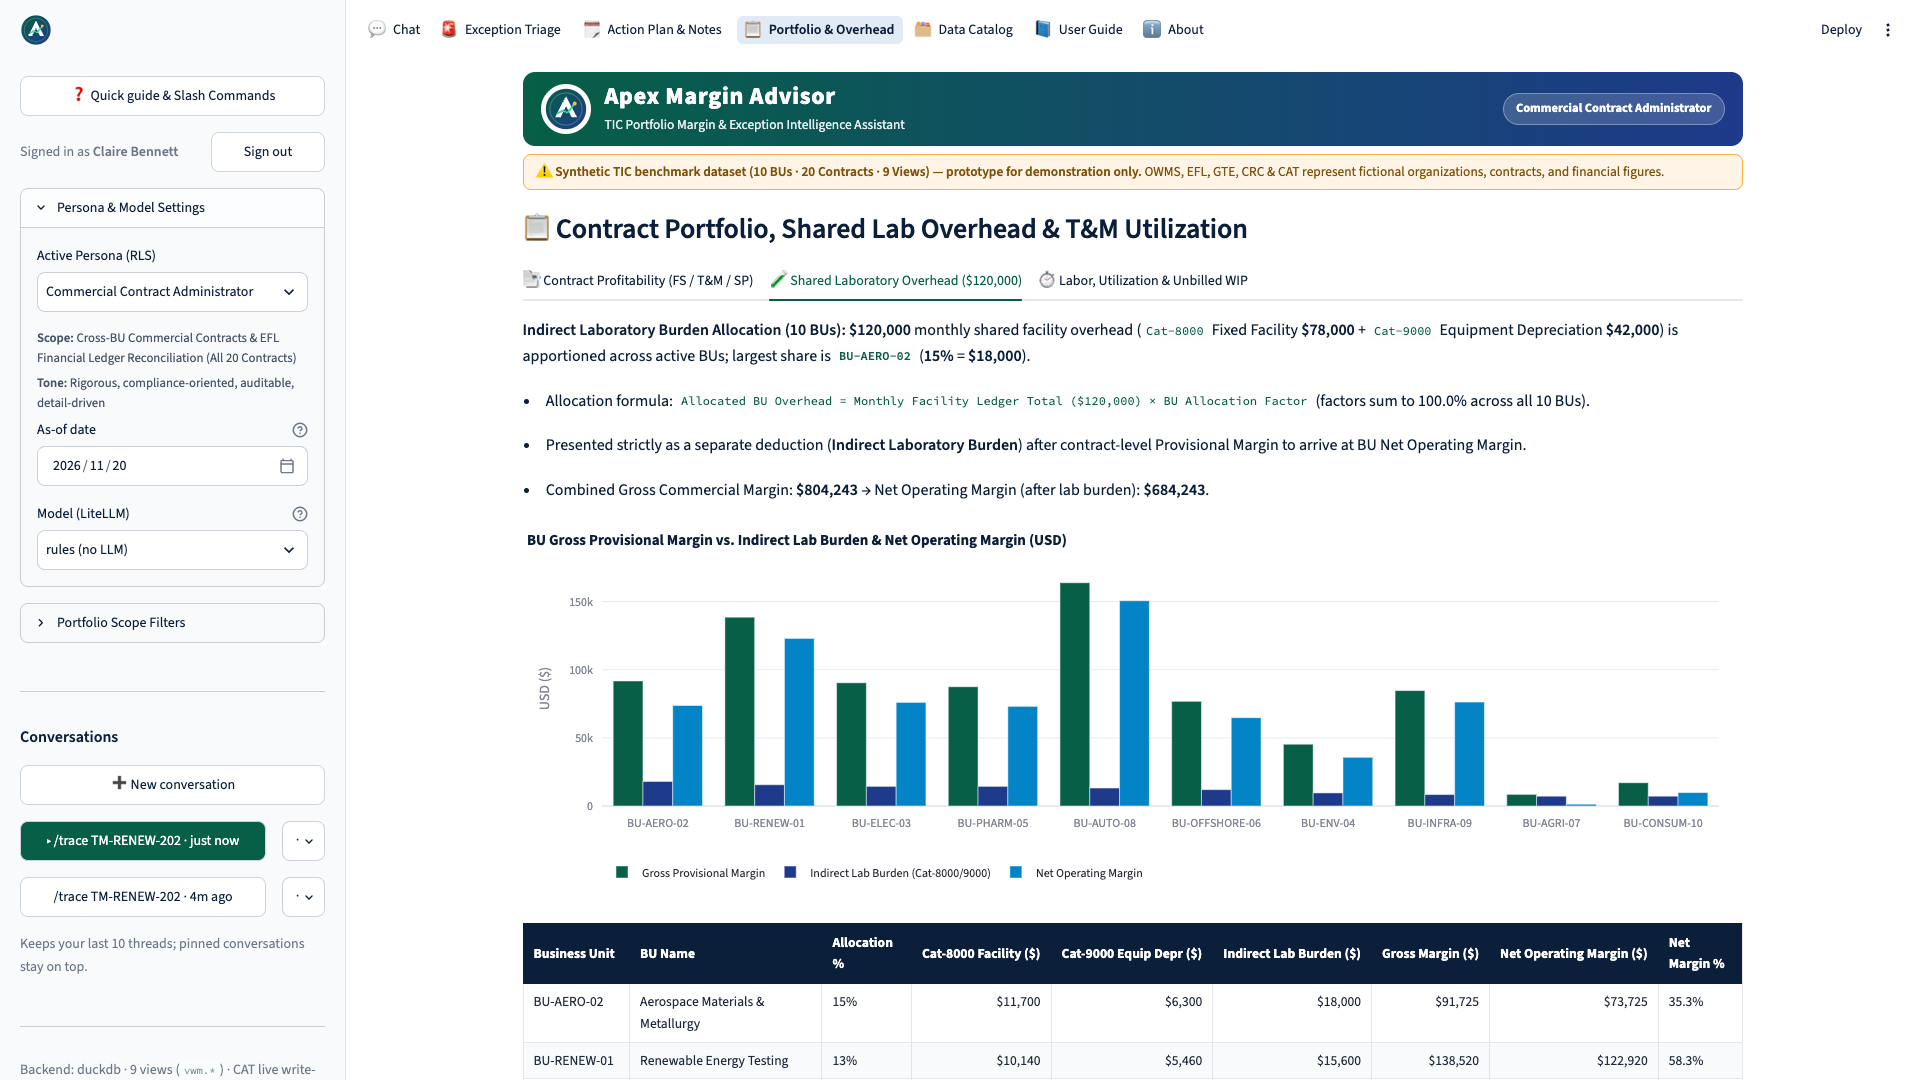 Quick guide & Slash Commands
Signed in as Claire Bennett
Sign out
Persona & Model Settings
Active Persona (RLS)
Commercial Contract Administrator
Scope: Cross-BU Commercial Contracts & EFL
Financial Ledger Reconciliation (All 20 Contracts)
Tone: Rigorous, compliance-oriented, auditable,
detail-driven
As-of date
2026/11/20
Model (LiteLLM)
rules (no LLM)
Portfolio Scope Filters
Conversations
New conversation
/trace TM-RENEW-202 · just now
/trace TM-RENEW-202 · 4m ago
Keeps your last 10 threads; pinned conversations
stay on top.
Backend: duckdb · 9 views ( vwm.* ) · CAT live write-
Chat
Exception Triage
Action Plan & Notes
Portfolio & Overhead
Data Catalog
User Guide
About
Deploy
Apex Margin Advisor
TIC Portfolio Margin & Exception Intelligence Assistant
Commercial Contract Administrator
Synthetic TIC benchmark dataset (10 BUs · 20 Contracts · 9 Views) — prototype for demonstration only. OWMS, EFL, GTE, CRC & CAT represent fictional organizations, contracts, and financial figures.
Contract Portfolio, Shared Lab Overhead & T&M Utilization
Contract Profitability (FS / T&M / SP)
Shared Laboratory Overhead ($120,000)
Labor, Utilization & Unbilled WIP
Indirect Laboratory Burden Allocation (10 BUs): $120,000 monthly shared facility overhead ( Cat-8000 Fixed Facility $78,000 + Cat-9000 Equipment Depreciation $42,000) is
apportioned across active BUs; largest share is BU-AERO-02 (15% = $18,000).
• Allocation formula: Allocated BU Overhead = Monthly Facility Ledger Total ($120,000) × BU Allocation Factor (factors sum to 100.0% across all 10 BUs).
• Presented strictly as a separate deduction (Indirect Laboratory Burden) after contract-level Provisional Margin to arrive at BU Net Operating Margin.
• Combined Gross Commercial Margin: $804,243 → Net Operating Margin (after lab burden): $684,243.
BU Gross Provisional Margin vs. Indirect Lab Burden & Net Operating Margin (USD)
USD ($)
150k
100k
50k
0
BU-AERO-02
BU-RENEW-01
BU-ELEC-03
BU-PHARM-05
BU-AUTO-08
BU-OFFSHORE-06
BU-ENV-04
BU-INFRA-09
BU-AGRI-07
BU-CONSUM-10
Gross Provisional Margin
Indirect Lab Burden (Cat-8000/9000)
Net Operating Margin
Business Unit
BU Name
Allocation
%
Cat-8000 Facility ($)
Cat-9000 Equip Depr ($)
Indirect Lab Burden ($)
Gross Margin ($)
Net Operating Margin ($)
Net
Margin %
BU-AERO-02
Aerospace Materials &
Metallurgy
15%
$11,700
$6,300
$18,000
$91,725
$73,725
35.3%
BU-RENEW-01
Renewable Energy Testing
13%
$10,140
$5,460
$15,600
$138,520
$122,920
58.3%